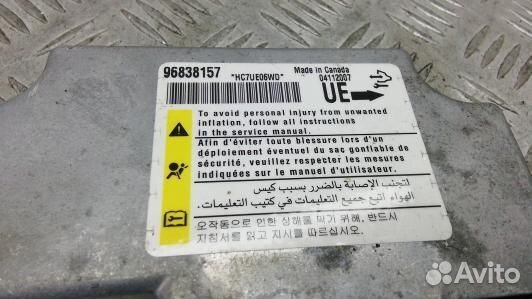 96838157
*HC7UE06WD*
Made in Canada
04112007
UE
To avoid personal injury from unwanted
inflation, follow all instructions
in the service manual.
Afin d'éviter toute blessure lors d'un
déploiement éventuel du sac gonflable de
sécurité, veuillez respecter les mesures
indiquées sur le manuel d'utilisateur.
لتجنب الإصابة بالضرر بسبب كيس
الهواء اتبع جميع التعليمات في كتيب التعليمات.
오작동으로 인한 상해를 막기 위해, 반드시
지침서를 읽고 지시를 따르십시오.
Avito